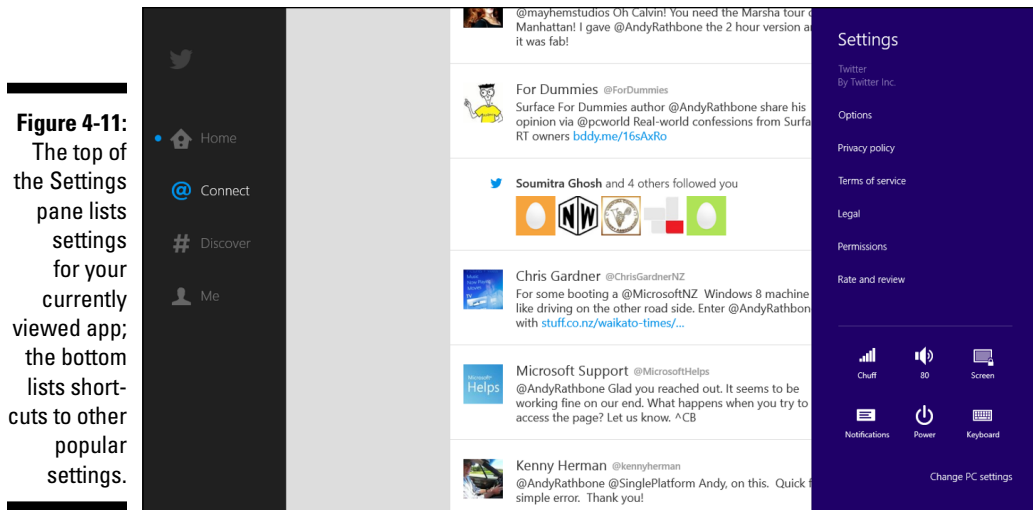 Figure 4-11:
The top of
the Settings
pane lists
settings
for your
currently
viewed app;
the bottom
lists short-
cuts to other
popular
settings.
Home
Connect
Discover
Me
@mayhemstudios Oh Calvin! You need the Marsha tour
Manhattan! I gave @AndyRathbone the 2 hour version
it was fab!
For Dummies @ForDummies
Surface For Dummies author @AndyRathbone share his
opinion via @pcworld Real-world confessions from Surfa
RT owners bddy.me/16sAxRo
Soumitra Ghosh and 4 others followed you
NW
Chris Gardner @ChrisGardnerNZ
For some booting a @MicrosoftNZ Windows 8 machine
like driving on the other road side. Enter @AndyRathbon
with stuff.co.nz/waikato-times/...
Microsoft Support @MicrosoftHelps
Helps
@AndyRathbone Glad you reached out. It seems to be
working fine on our end. What happens when you try to
access the page? Let us know. ^CB
Kenny Herman @kennyherman
@AndyRathbone @SinglePlatform Andy, on this. Quick
simple error. Thank you!
Settings
Twitter
By Twitter Inc.
Options
Privacy policy
Terms of service
Legal
Permissions
Rate and review
Chuff 80 Screen
Notifications Power Keyboard
Change PC settings